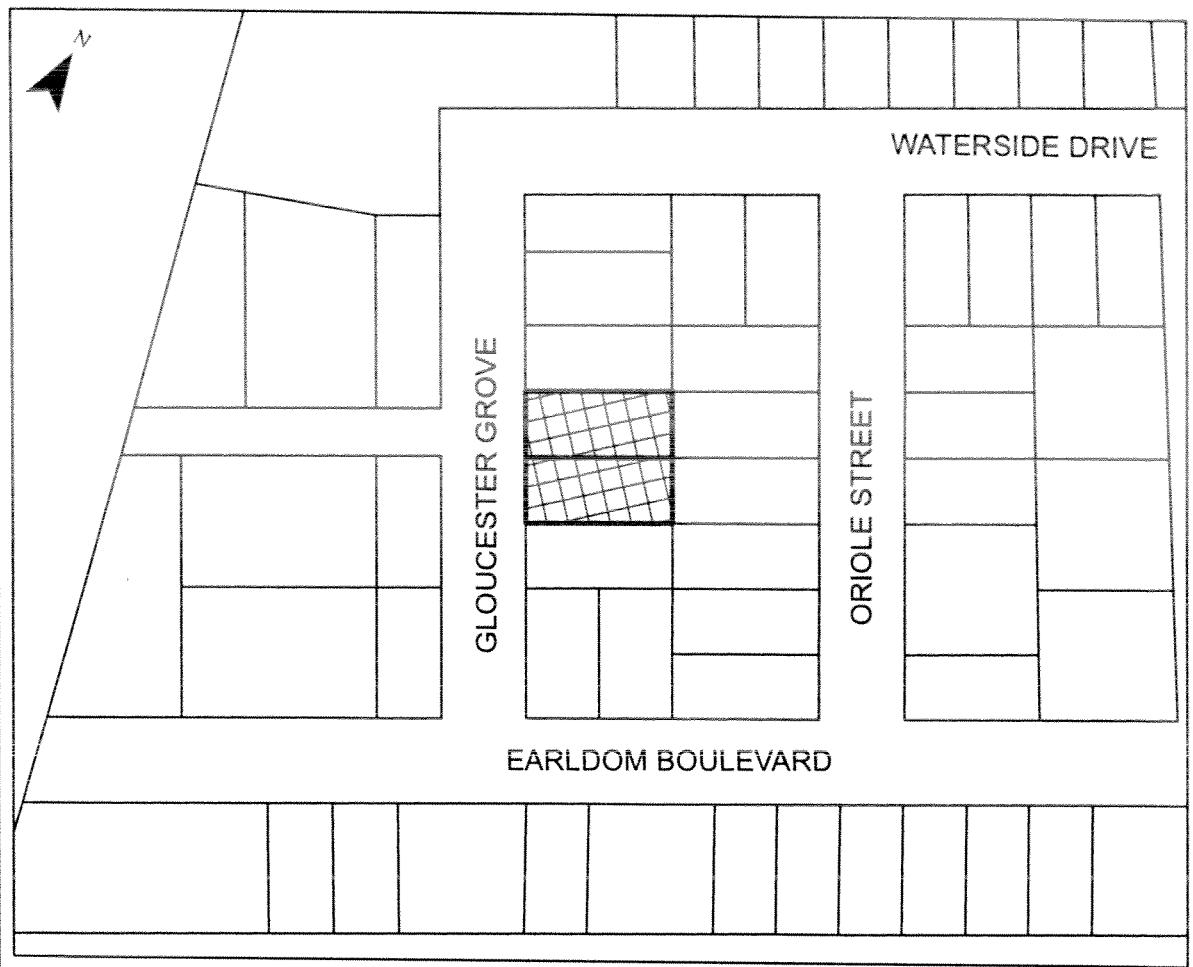 N
WATERSIDE DRIVE
GLOUCESTER GROVE
ORIOLE STREET
EARLDOM BOULEVARD